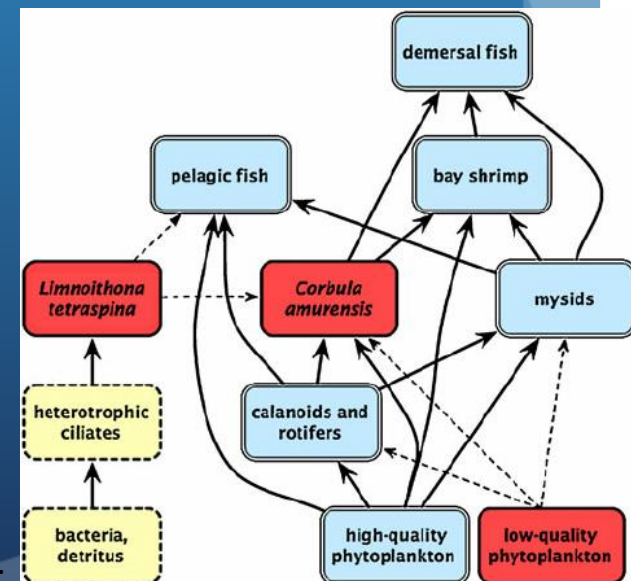 demersal fish
pelagic fish
bay shrimp
Limnoithona
tetraspina
Corbula
amurensis
mysids
heterotrophic
ciliates
calanoids and
rotifers
bacteria,
detritus
high-quality
phytoplankton
low-quality
phytoplankton